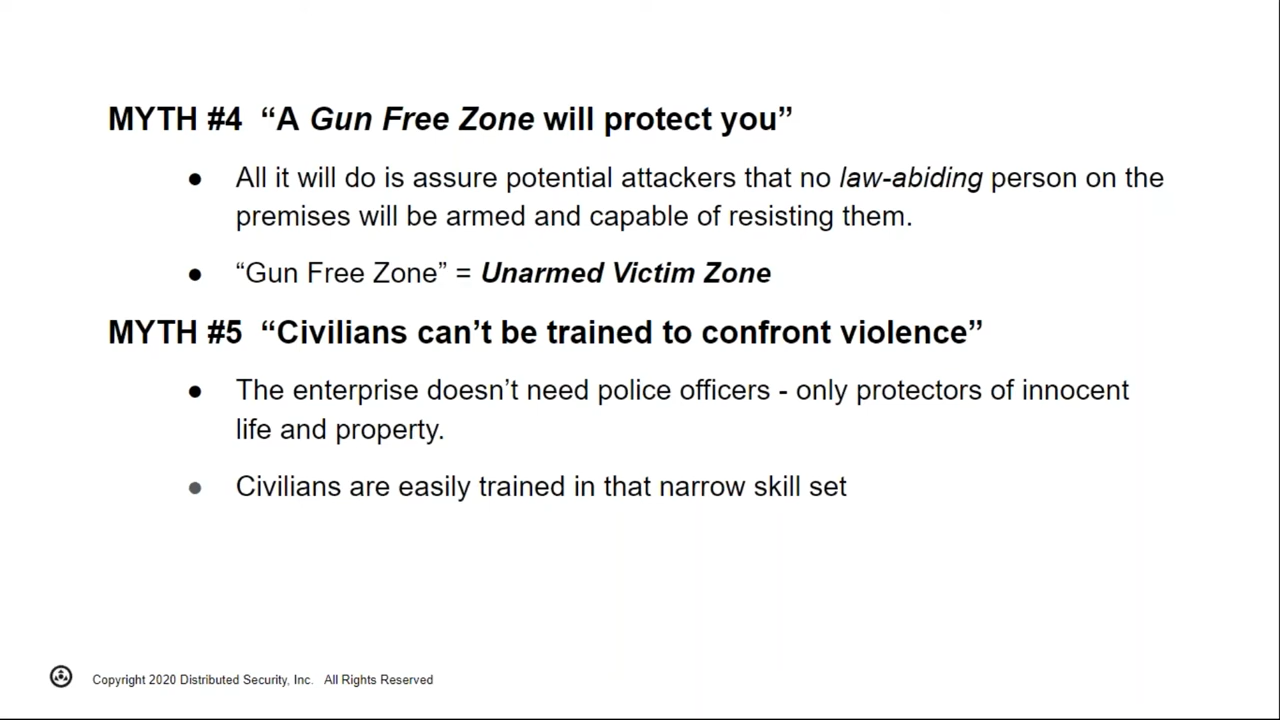 MYTH #4 “A Gun Free Zone will protect you”
● All it will do is assure potential attackers that no law-abiding person on the
premises will be armed and capable of resisting them.
● “Gun Free Zone” = Unarmed Victim Zone
MYTH #5 “Civilians can’t be trained to confront violence”
● The enterprise doesn’t need police officers - only protectors of innocent
life and property.
● Civilians are easily trained in that narrow skill set
Copyright 2020 Distributed Security, Inc. All Rights Reserved